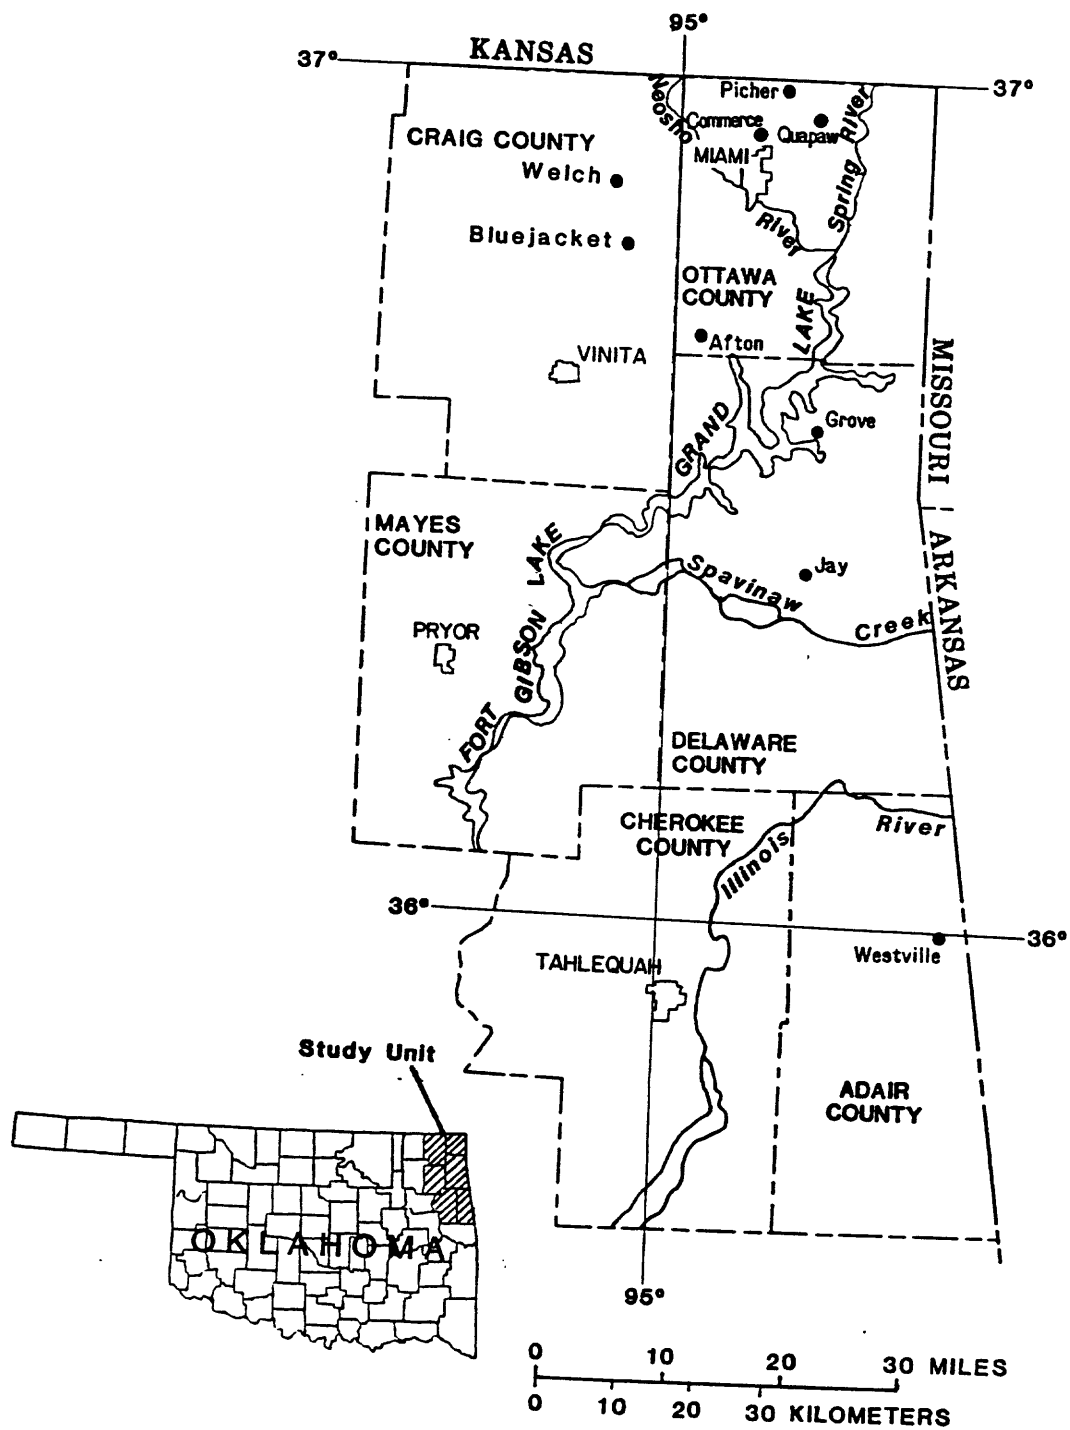 95°
KANSAS
37°
37°
Neosho
Picher
Commerce
Quapaw
Spring River
MIAMI
CRAIG COUNTY
Welch
River
Bluejacket
OTTAWA
COUNTY
LAKE
Afton
VINITA
MISSOURI
GRAND
Grove
MAYES
COUNTY
LAKE
ARKANSAS
Spavinaw
Jay
Creek
PRYOR
GIBSON
FORT
DELAWARE
COUNTY
CHEROKEE
COUNTY
Illinois
River
36°
36°
Westville
TAHLEQUAH
Study Unit
ADAIR
COUNTY
OKLAHOMA
95°
0 10 20 30 MILES
0 10 20 30 KILOMETERS